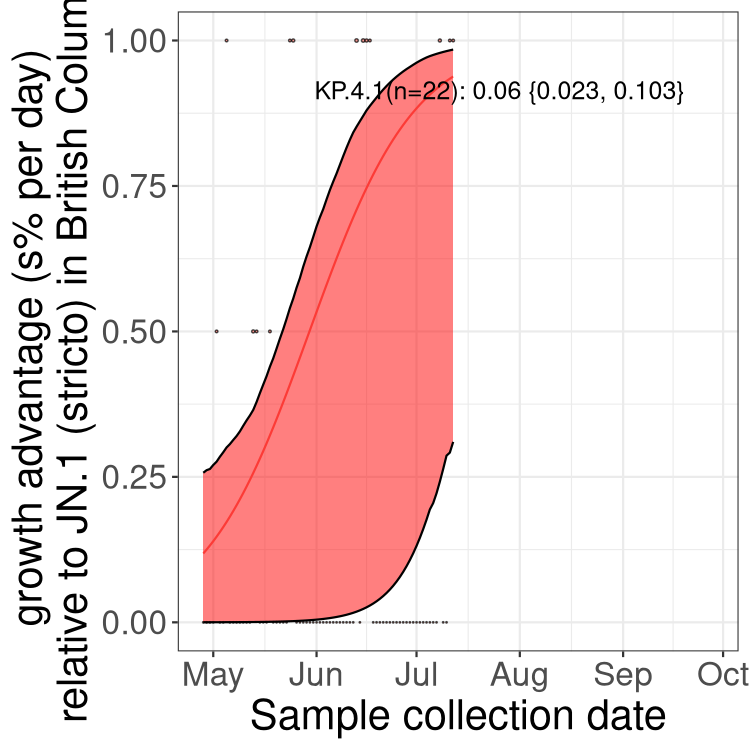 growth advantage (s% per day)
relative to JN.1 (stricto) in British Colum
1.00
0.75
0.50
0.25
0.00
KP.4.1(n=22): 0.06 {0.023, 0.103}
May Jun Jul Aug Sep Oct
Sample collection date